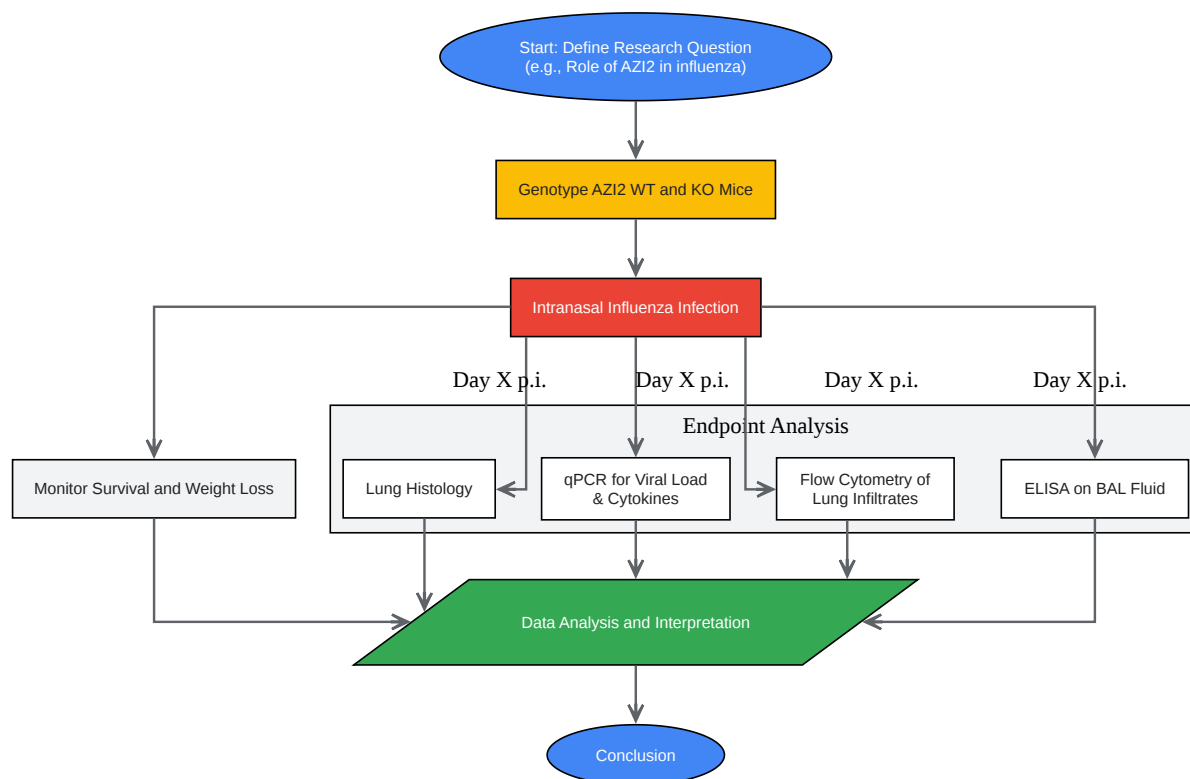 Start: Define Research Question
(e.g., Role of AZI2 in influenza)
Genotype AZI2 WT and KO Mice
Intranasal Influenza Infection
Day X p.i.
Day X p.i.
Day X p.i.
Day X p.i.
Endpoint Analysis
Monitor Survival and Weight Loss
Lung Histology
qPCR for Viral Load
& Cytokines
Flow Cytometry of
Lung Infiltrates
ELISA on BAL Fluid
Data Analysis and Interpretation
Conclusion